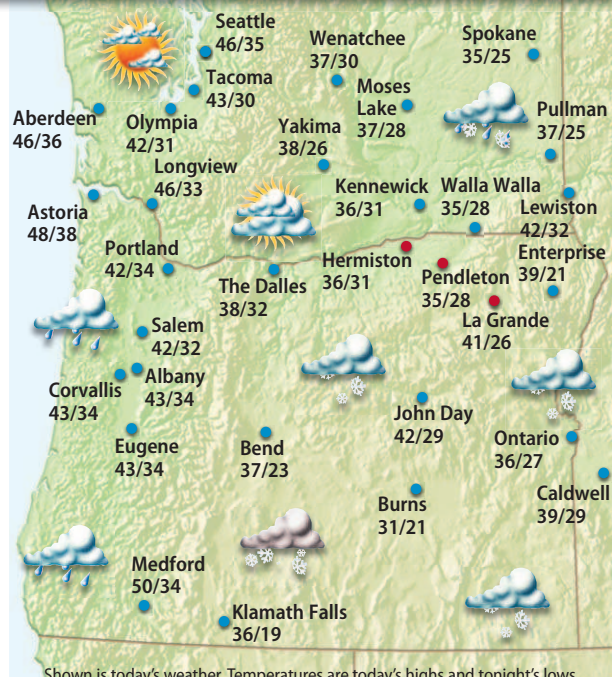 Seattle
46/35
Wenatchee
37/30
Spokane
35/25
Tacoma
43/30
Moses
Lake
37/28
Aberdeen
46/36
Olympia
42/31
Yakima
38/26
Pullman
37/25
Longview
46/33
Kennewick
36/31
Walla Walla
35/28
Lewiston
42/32
Astoria
48/38
Portland
42/34
The Dalles
38/32
Hermiston
36/31
Pendleton
35/28
Enterprise
39/21
La Grande
41/26
Salem
42/32
Albany
43/34
Corvallis
43/34
John Day
42/29
Eugene
43/34
Bend
37/23
Ontario
36/27
Caldwell
39/29
Burns
31/21
Medford
50/34
Klamath Falls
36/19
Shown is today's weather. Temperatures are today's highs and tonight's lows.